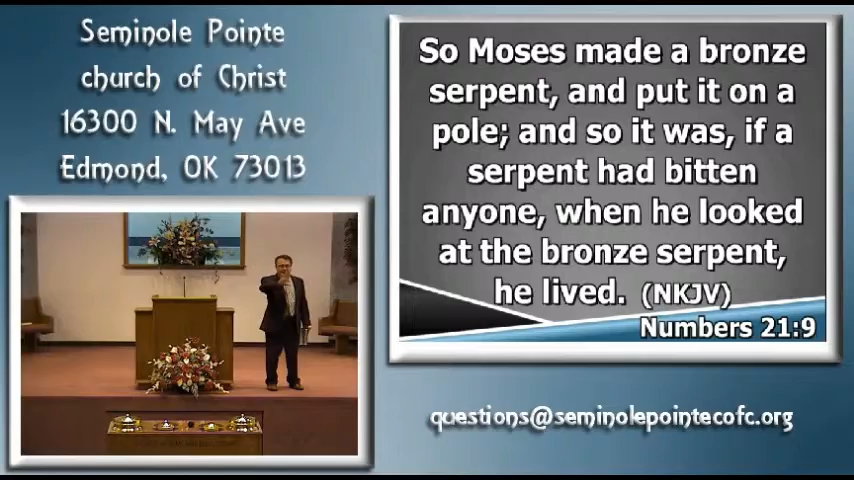 Seminole Pointe
church of Christ
16300 N. May Ave
Edmond, OK 73013
So Moses made a bronze
serpent, and put it on a
pole; and so it was, if a
serpent had bitten
anyone, when he looked
at the bronze serpent,
he lived. (NKJV)
Numbers 21:9
questions@seminolepointecofc.org